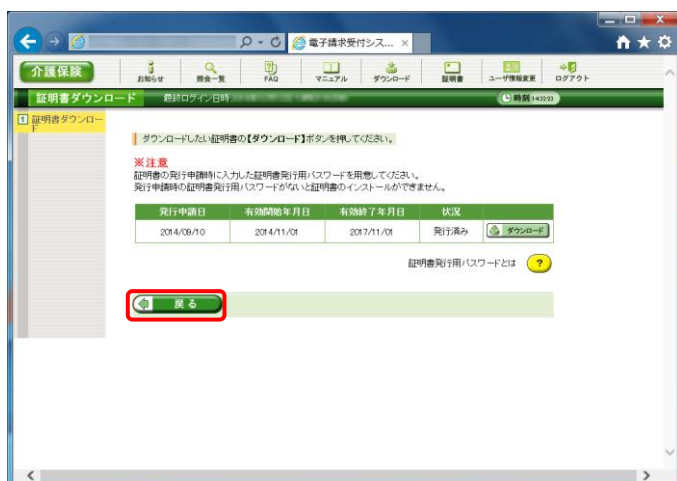 電子請求受付シス... ×
介護保険
お知らせ 照会一覧 FAQ マニュアル ダウンロード 証明書 ユーザ情報変更 ログアウト
証明書ダウンロード 最終ログイン日時 時刻
1 証明書ダウンロー
ド
ダウンロードしたい証明書の【ダウンロード】ボタンを押してください。
※注意
証明書の発行申請時に入力した証明書発行用パスワードを用意してください。
発行申請時の証明書発行用パスワードがないと証明書のインストールができません。
発行申請日 有効開始年月日 有効終了年月日 状況
2014/09/10 2014/11/01 2017/11/01 発行済み ダウンロード
証明書発行用パスワードとは ?
戻る